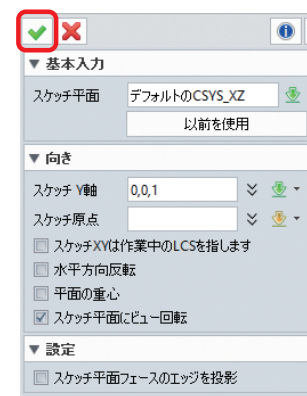 ▼ 基本入力
スケッチ平面 デフォルトのCSYS_XZ
以前を使用
▼ 向き
スケッチ Y軸 0,0,1
スケッチ原点
スケッチXYは作業中のLCSを指します
水平方向反転
平面の重心
スケッチ平面にビュー回転
▼ 設定
スケッチ平面フェースのエッジを投影